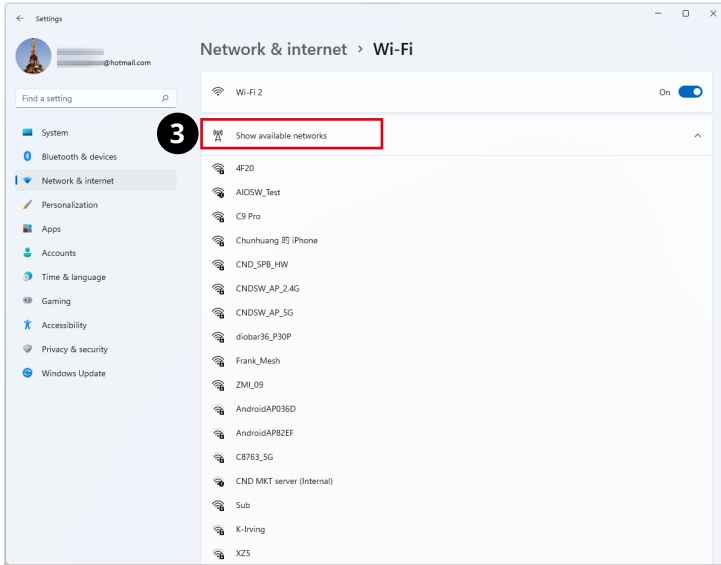 Settings
@hotmail.com
Find a setting
System
Bluetooth & devices
Network & internet
Personalization
Apps
Accounts
Time & language
Gaming
Accessibility
Privacy & security
Windows Update
Network & internet › Wi-Fi
Wi-Fi 2
On
3
Show available networks
4F20
AIOSW_Test
C9 Pro
Chunhuang 的 iPhone
CND_SPB_HW
CNDSW_AP_2.4G
CNDSW_AP_5G
diobar36_P30P
Frank_Mesh
ZMI_09
AndroidAP036D
AndroidAP82EF
C8763_5G
CND MKT server (Internal)
Sub
K-Irving
XZ5